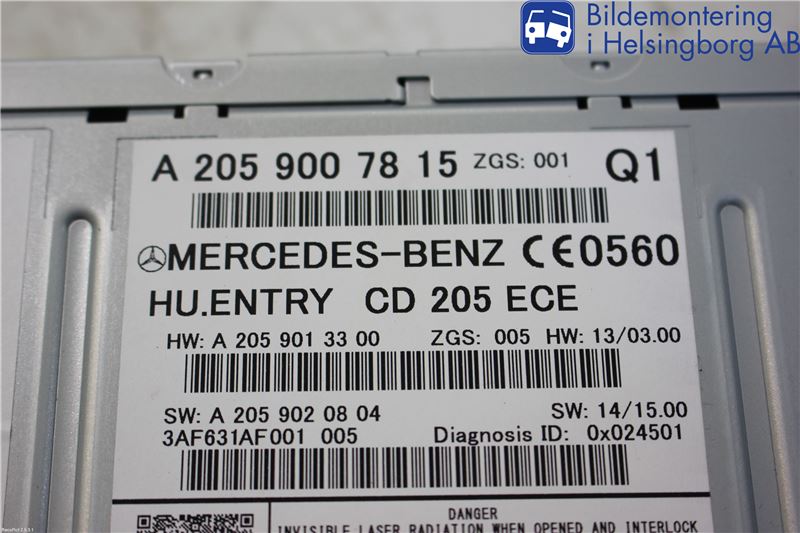 Bildemontering
i Helsingborg AB
A 205 900 78 15 ZGS: 001 Q1
MERCEDES-BENZ CE0560
HU.ENTRY CD 205 ECE
HW: A 205 901 33 00 ZGS: 005 HW: 13/03.00
SW: A 205 902 08 04 SW: 14/15.00
3AF631AF001 005 Diagnosis ID: 0x024501
DANGER
INVISIBLE LASER RADIATION WHEN OPENED AND INTERLOCK